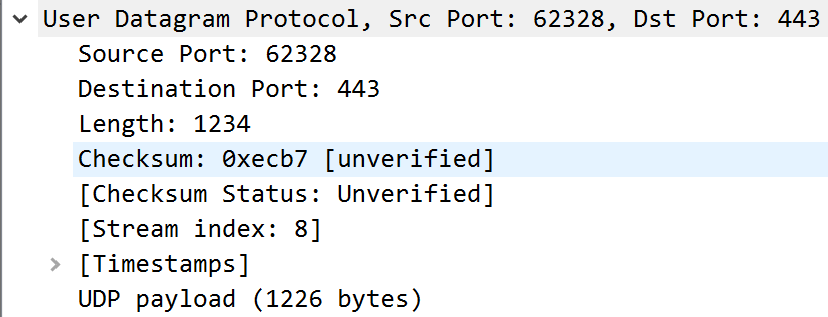 User Datagram Protocol, Src Port: 62328, Dst Port: 443
Source Port: 62328
Destination Port: 443
Length: 1234
Checksum: 0xecb7 [unverified]
[Checksum Status: Unverified]
[Stream index: 8]
[Timestamps]
UDP payload (1226 bytes)